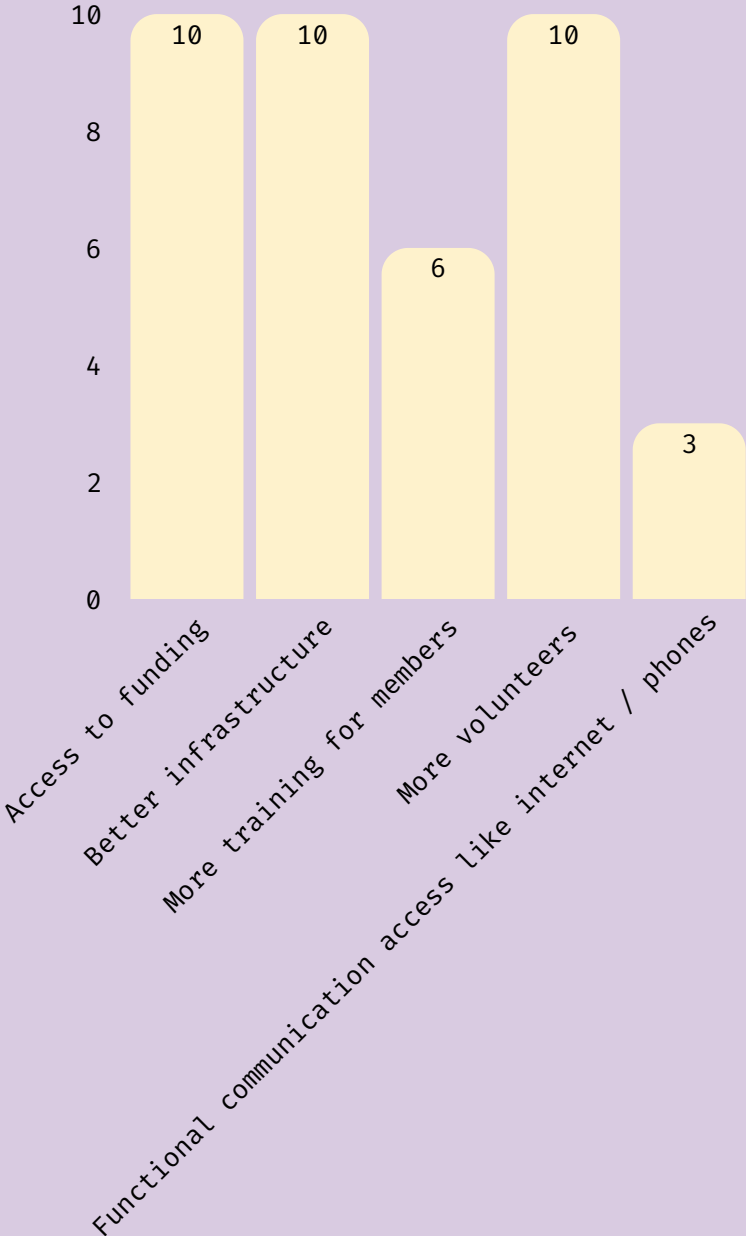 10
8
6
4
2
0
10
10
6
10
3
Access to funding
Better infrastructure
More training for members
More volunteers
Functional communication access like internet / phones